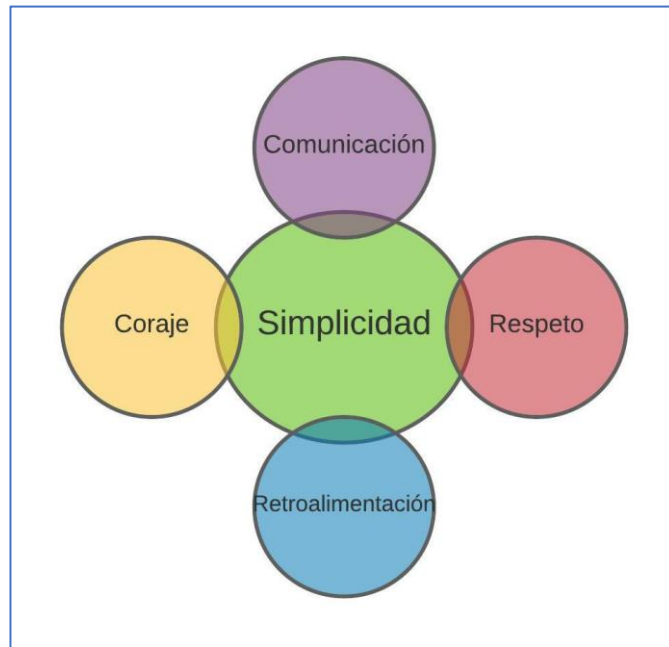 Comunicación
Coraje
Simplicidad
Respeto
Retroalimentación